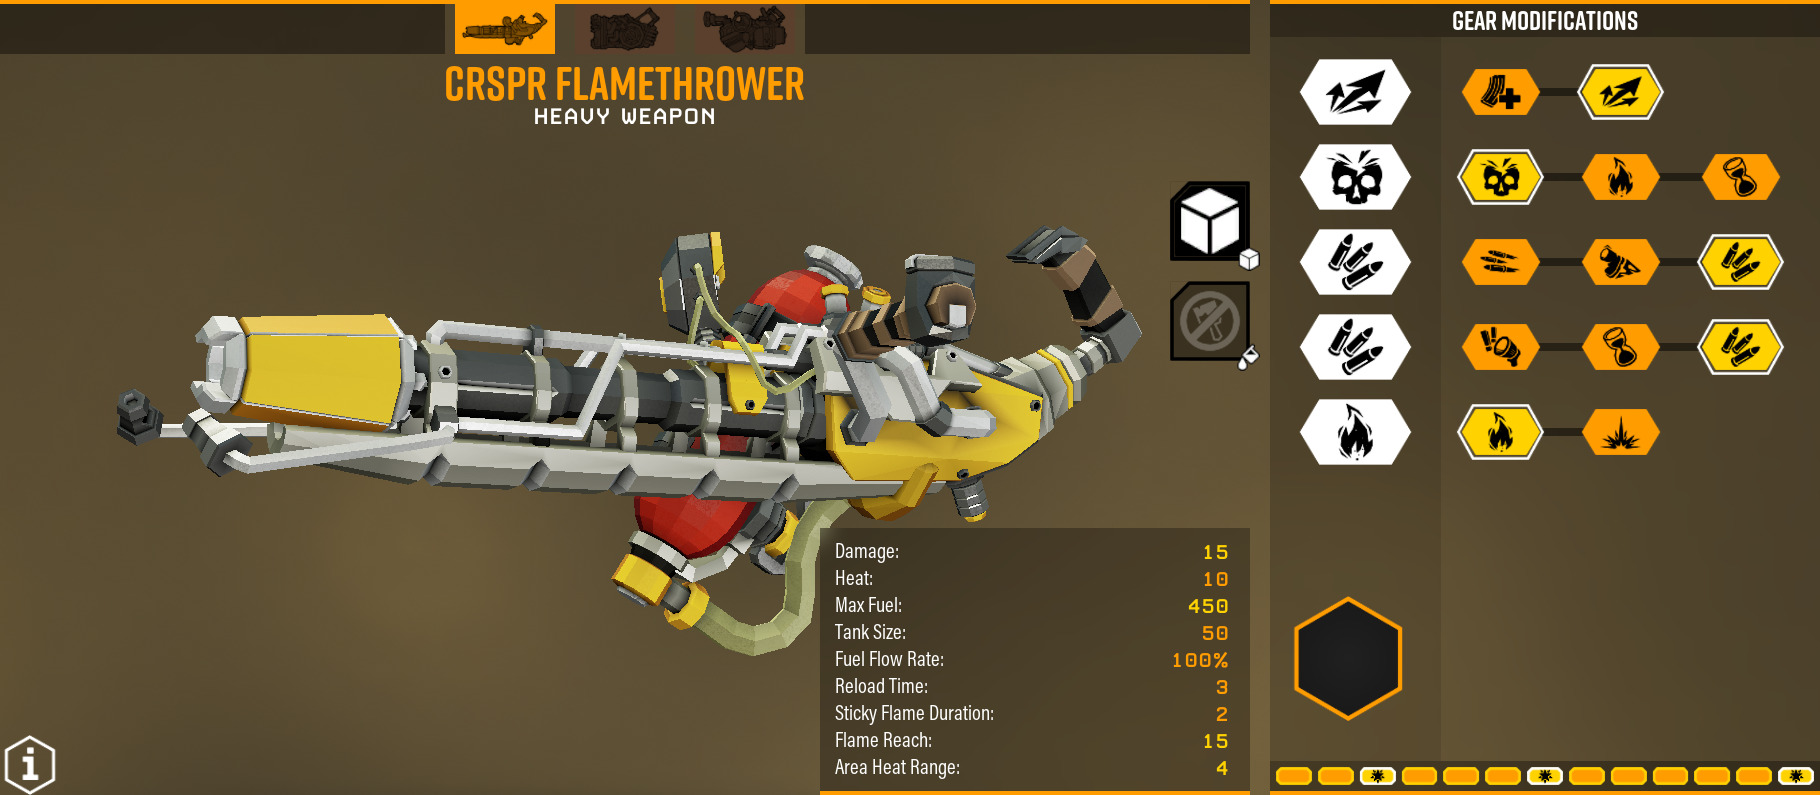 CRSPR FLAMETHROWER
HEAVY WEAPON
Damage: 15
Heat: 10
Max Fuel: 450
Tank Size: 50
Fuel Flow Rate: 100%
Reload Time: 3
Sticky Flame Duration: 2
Flame Reach: 15
Area Heat Range: 4
GEAR MODIFICATIONS